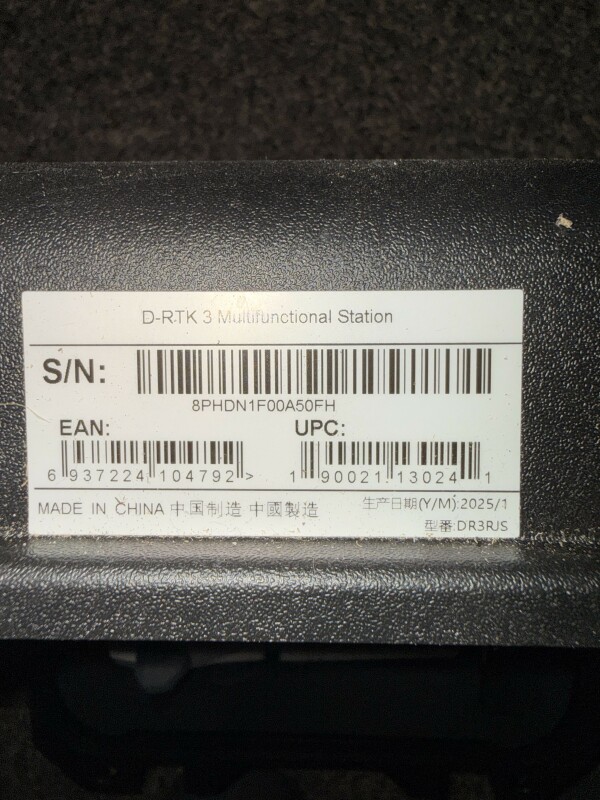 D-RTK 3 Multifunctional Station
S/N:
8PHDN1F00A50FH
EAN: UPC:
6 937224 104792 > 1 90021 13024 1
MADE IN CHINA 中国制造 中國製造 生产日期(Y/M):2025/1
型番:DR3RJS